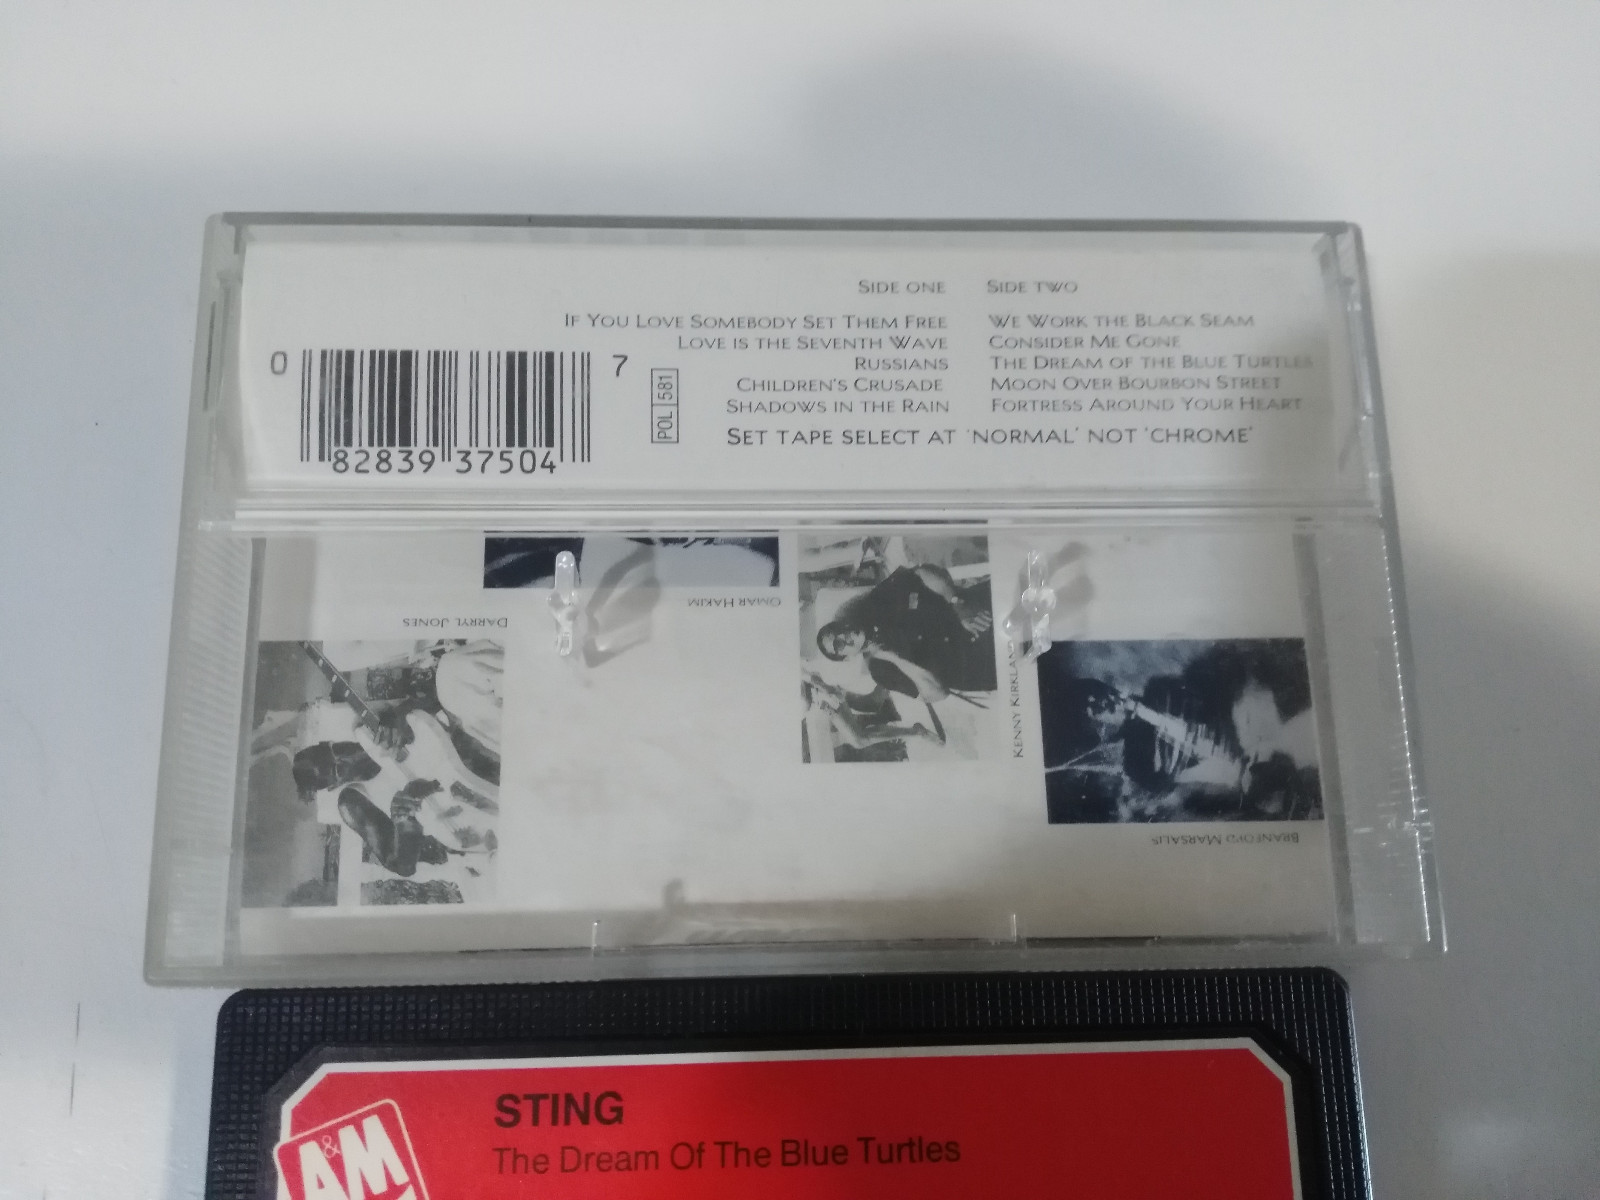 SIDE ONE
IF YOU LOVE SOMEBODY SET THEM FREE
LOVE IS THE SEVENTH WAVE
RUSSIANS
CHILDREN'S CRUSADE
SHADOWS IN THE RAIN
SIDE TWO
WE WORK THE BLACK SEAM
CONSIDER ME GONE
THE DREAM OF THE BLUE TURTLES
MOON OVER BOURBON STREET
FORTRESS AROUND YOUR HEART
SET TAPE SELECT AT 'NORMAL' NOT 'CHROME'
0 82839 37504 7
POL 581
OMAR HAKIM
DARRYL JONES
KENNY KIRKLAND
BRANFORD MARSALIS
STING
The Dream Of The Blue Turtles
A&M